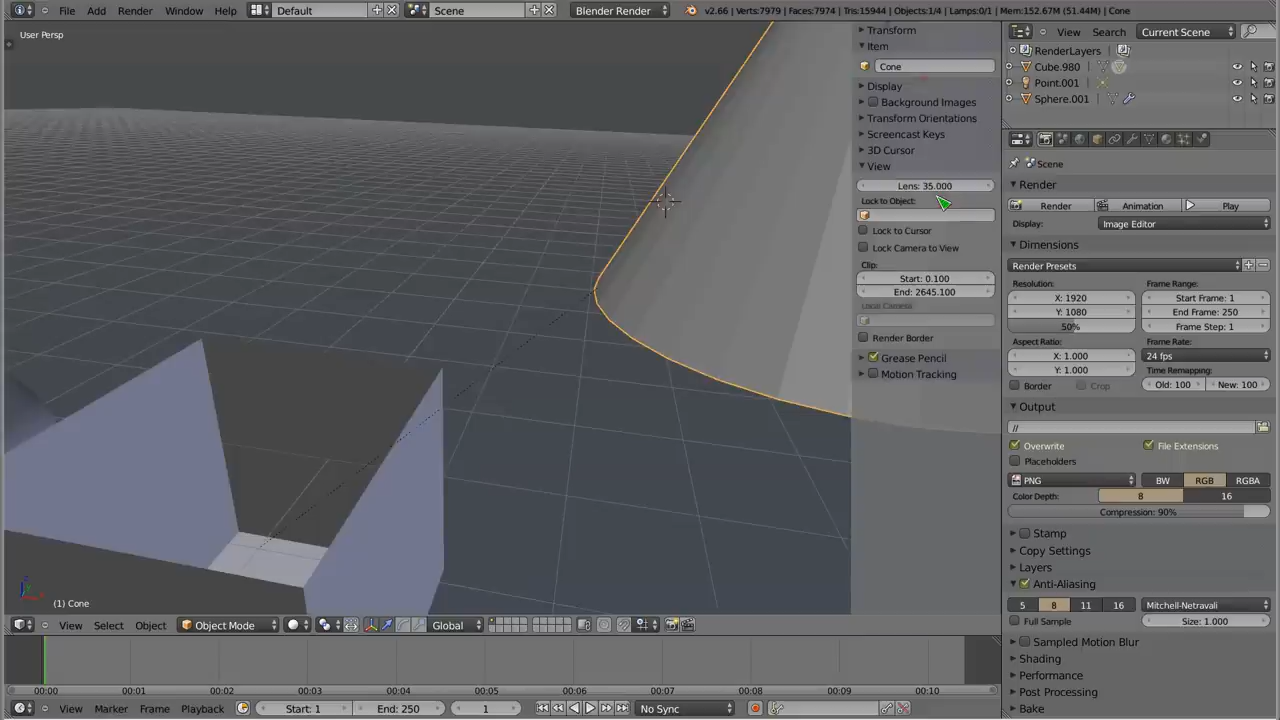 File Add Render Window Help Default Scene Blender Render v2.66 | Verts:7979 | Faces:7974 | Tris:15944 | Objects:1/4 | Lamps:0/1 | Mem:152.67M (51.44M) | Cone
User Persp
Transform
Item
Cone
Display
Background Images
Transform Orientations
Screencast Keys
3D Cursor
View
Lens: 35.000
Lock to Object:
Lock to Cursor
Lock Camera to View
Clip:
Start: 0.100
End: 2645.100
Local Camera:
Render Border
Grease Pencil
Motion Tracking
View Search Current Scene
RenderLayers
Cube.980
Point.001
Sphere.001
Scene
Render
Render Animation Play
Display: Image Editor
Dimensions
Render Presets
Resolution: Frame Range:
X: 1920 Start Frame: 1
Y: 1080 End Frame: 250
50% Frame Step: 1
Aspect Ratio: Frame Rate:
X: 1.000 24 fps
Y: 1.000 Time Remapping:
Border Crop Old: 100 New: 100
Output
//
Overwrite File Extensions
Placeholders
PNG BW RGB RGBA
Color Depth: 8 16
Compression: 90%
Stamp
Copy Settings
Layers
Anti-Aliasing
5 8 11 16 Mitchell-Netravali
Full Sample Size: 1.000
Sampled Motion Blur
Shading
Performance
Post Processing
Bake
(1) Cone
View Select Object Object Mode Global
00:00 00:01 00:02 00:03 00:04 00:05 00:06 00:07 00:08 00:09 00:10
View Marker Frame Playback Start: 1 End: 250 1 No Sync